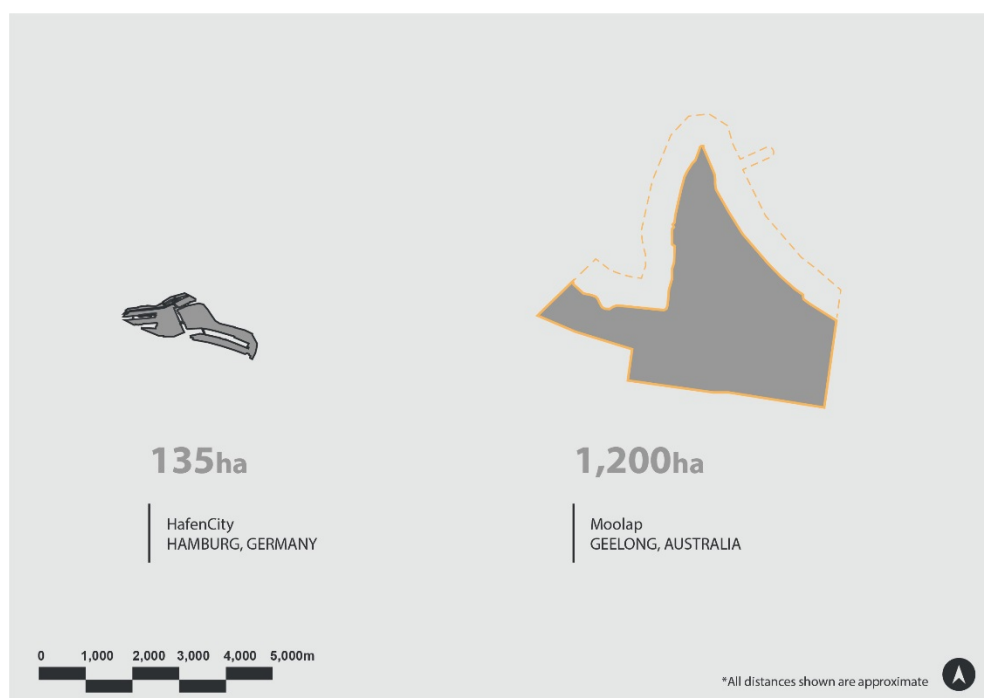 135ha
HafenCity
HAMBURG, GERMANY
1,200ha
Moolap
GEELONG, AUSTRALIA
0 1,000 2,000 3,000 4,000 5,000m
*All distances shown are approximate